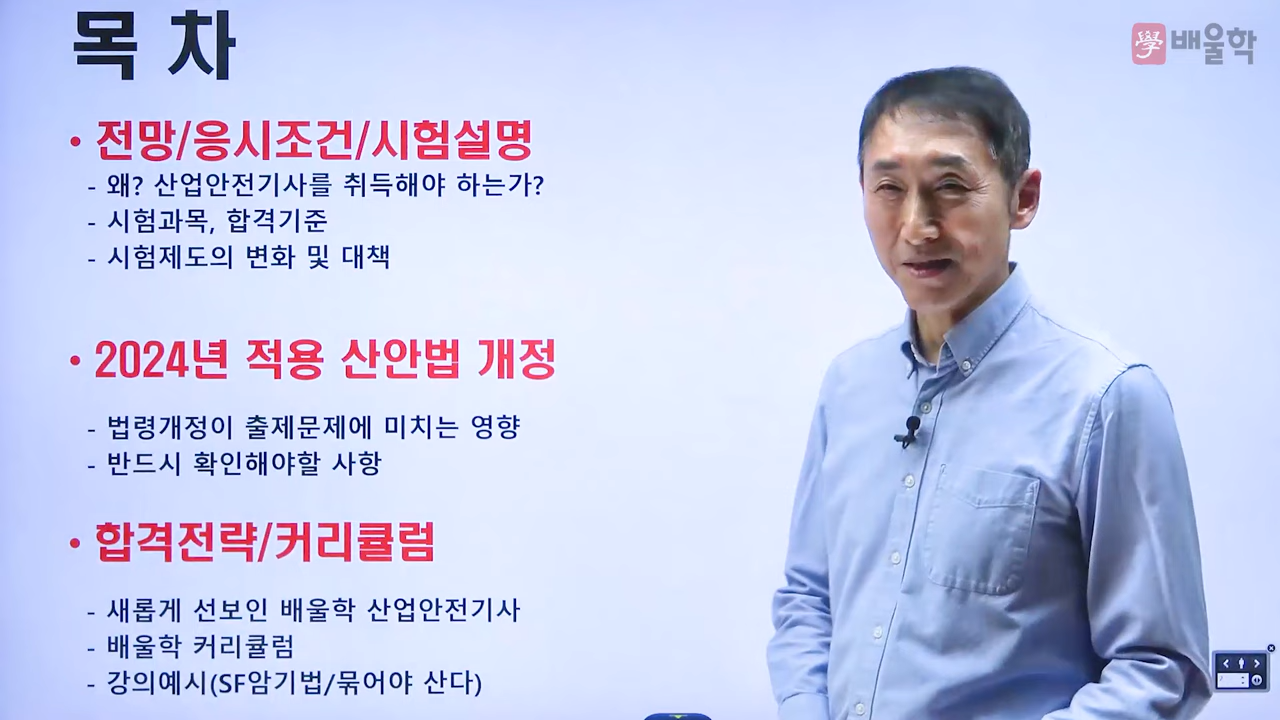 목 차
學 배울학
• 전망/응시조건/시험설명
- 왜? 산업안전기사를 취득해야 하는가?
- 시험과목, 합격기준
- 시험제도의 변화 및 대책
• 2024년 적용 산안법 개정
- 법령개정이 출제문제에 미치는 영향
- 반드시 확인해야할 사항
• 합격전략/커리큘럼
- 새롭게 선보인 배울학 산업안전기사
- 배울학 커리큘럼
- 강의예시(SF암기법/묶어야 산다)